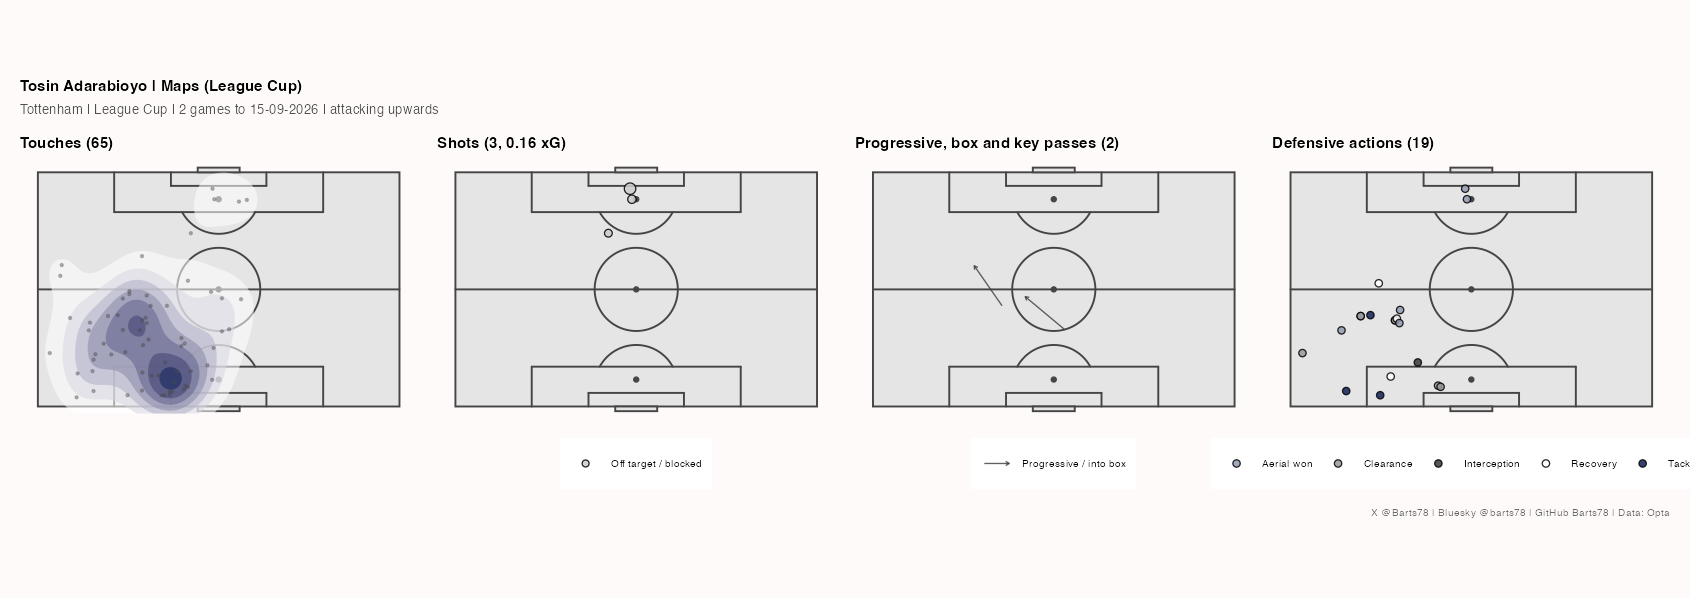 Tosin Adarabioyo | Maps (League Cup)
Tottenham | League Cup | 2 games to 15-09-2026 | attacking upwards
Touches (65)
Shots (3, 0.16 xG)
Progressive, box and key passes (2)
Defensive actions (19)
Off target / blocked
Progressive / into box
Aerial won
Clearance
Interception
Recovery
Tack
X @Barts78 | Bluesky @barts78 | GitHub Barts78 | Data: Opta